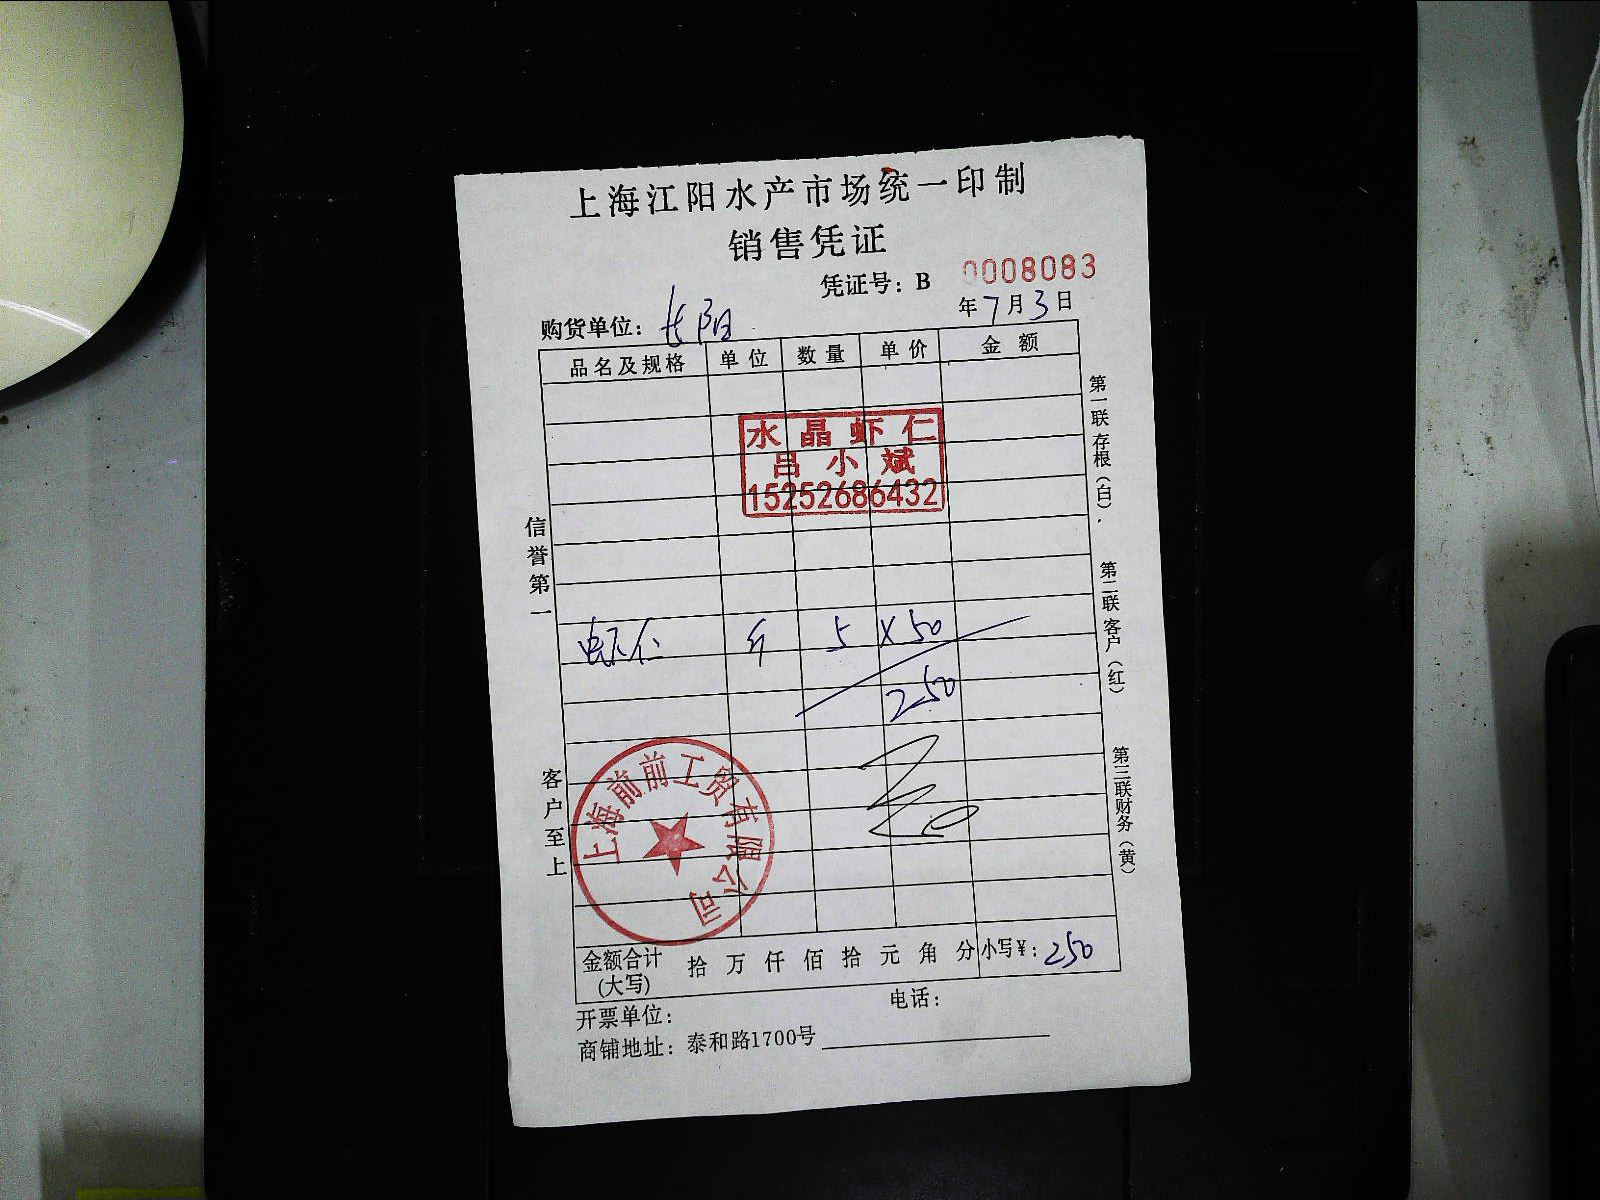 上海江阳水产市场统一印制
销售凭证
凭证号：B 0008083
购货单位：长阳 年7月3日
品名及规格 单位 数量 单价 金额
水晶虾仁
吕小斌
15252686432
虾仁 斤 5 × 50
250
上海前前工贸有限公司
金额合计(大写) 拾 万 仟 佰 拾 元 角 分 小写￥：250
开票单位： 电话：
商铺地址：泰和路1700号
信誉第一
客户至上
第一联存根（白）．
第二联客户（红）
第三联财务（黄）